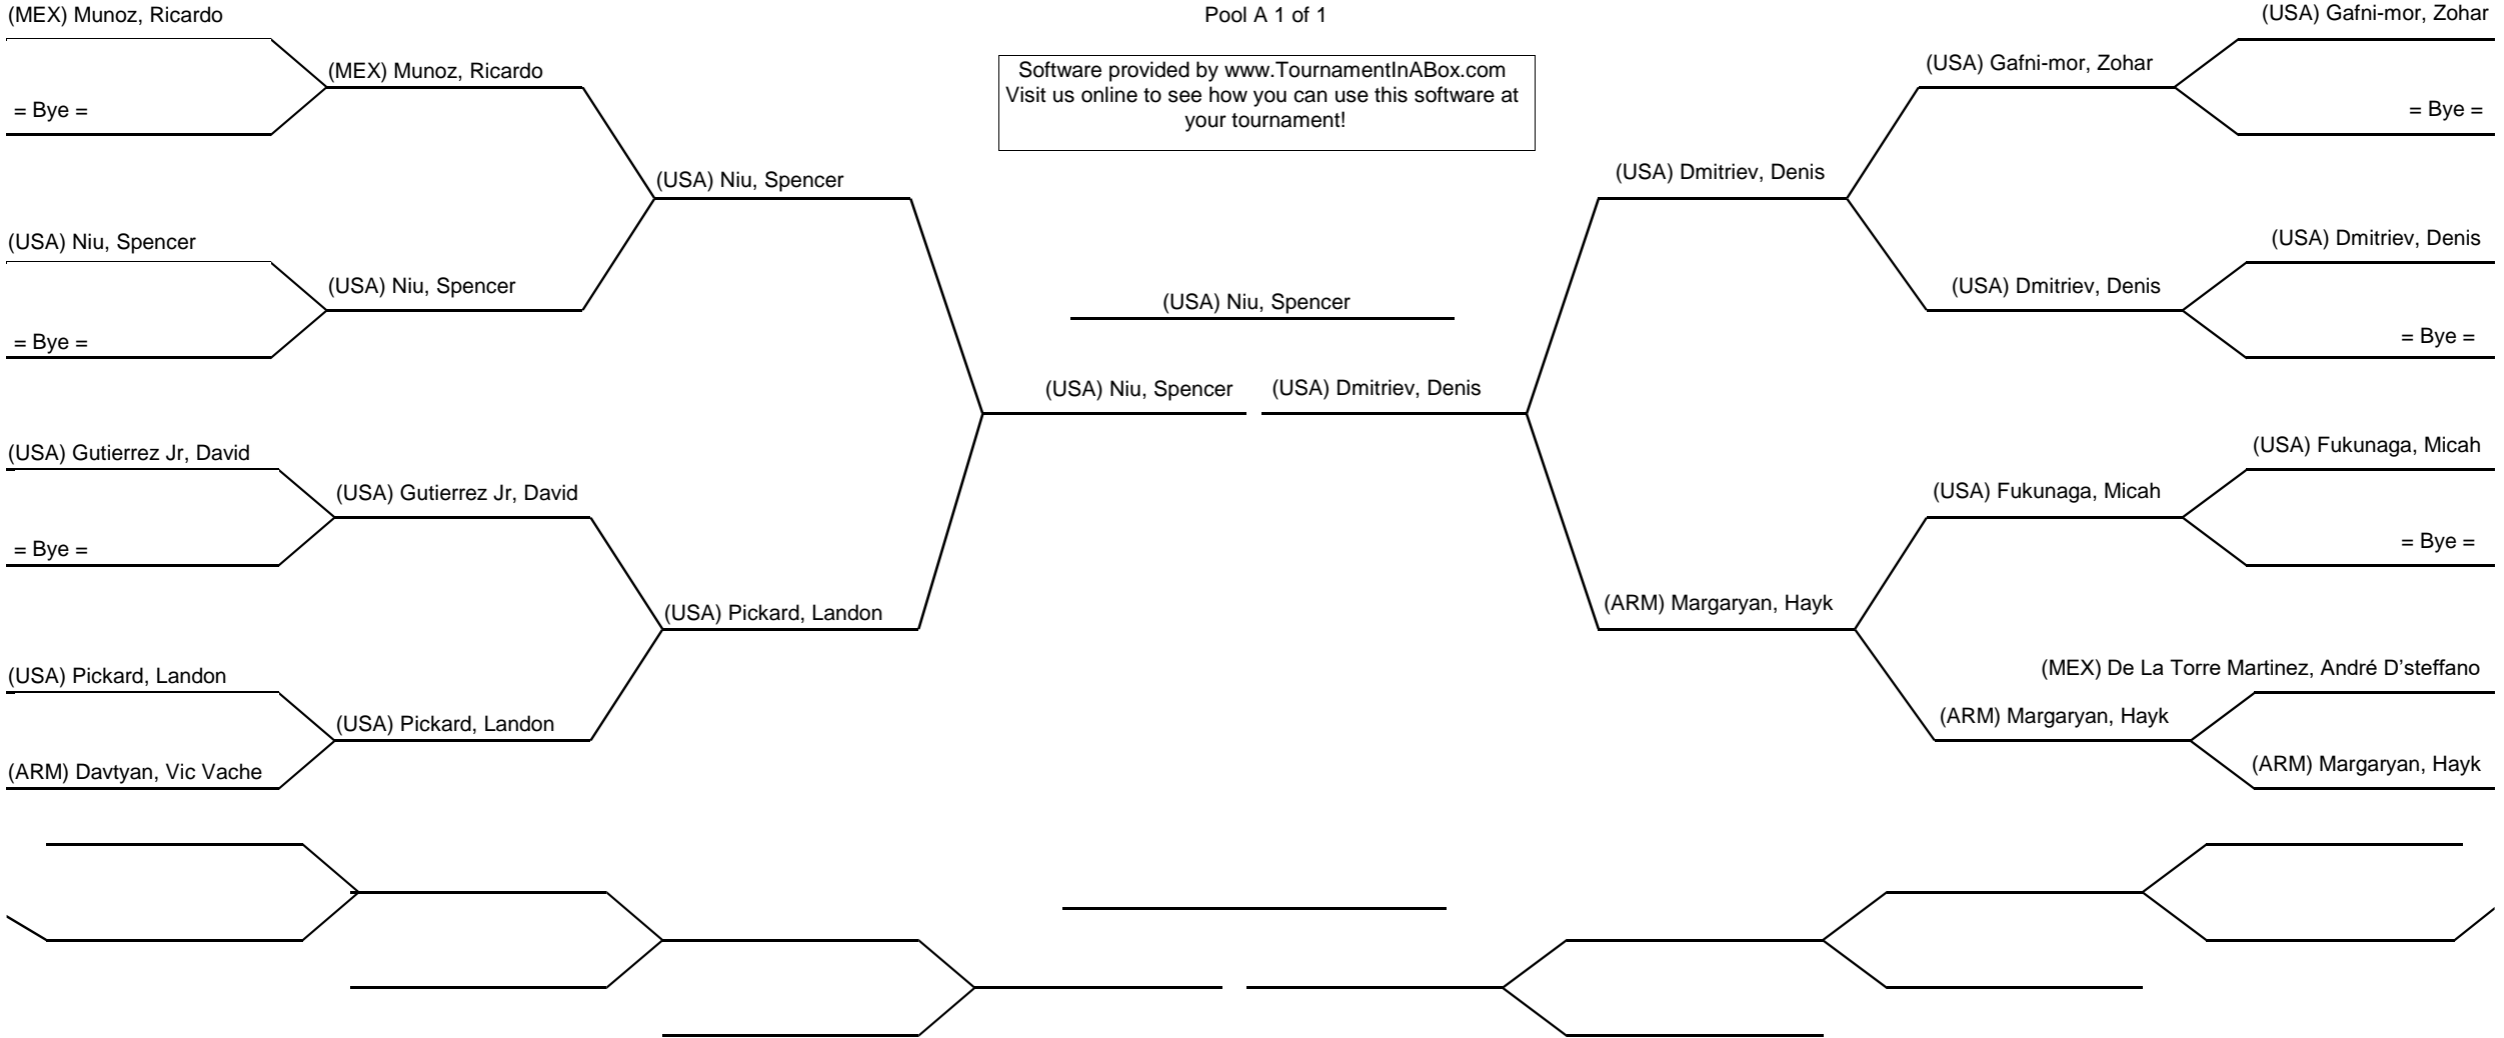 (MEX) Munoz, Ricardo
(MEX) Munoz, Ricardo
= Bye =
(USA) Niu, Spencer
(USA) Niu, Spencer
(USA) Niu, Spencer
= Bye =
(USA) Gutierrez Jr, David
(USA) Gutierrez Jr, David
= Bye =
(USA) Pickard, Landon
(USA) Pickard, Landon
(USA) Pickard, Landon
(ARM) Davtyan, Vic Vache
Pool A 1 of 1
Software provided by www.TournamentInABox.com
Visit us online to see how you can use this software at
your tournament!
(USA) Niu, Spencer
(USA) Niu, Spencer
(USA) Dmitriev, Denis
(USA) Gafni-mor, Zohar
(USA) Gafni-mor, Zohar
= Bye =
(USA) Dmitriev, Denis
(USA) Dmitriev, Denis
(USA) Dmitriev, Denis
= Bye =
(USA) Fukunaga, Micah
(USA) Fukunaga, Micah
= Bye =
(ARM) Margaryan, Hayk
(MEX) De La Torre Martinez, André D’steffano
(ARM) Margaryan, Hayk
(ARM) Margaryan, Hayk